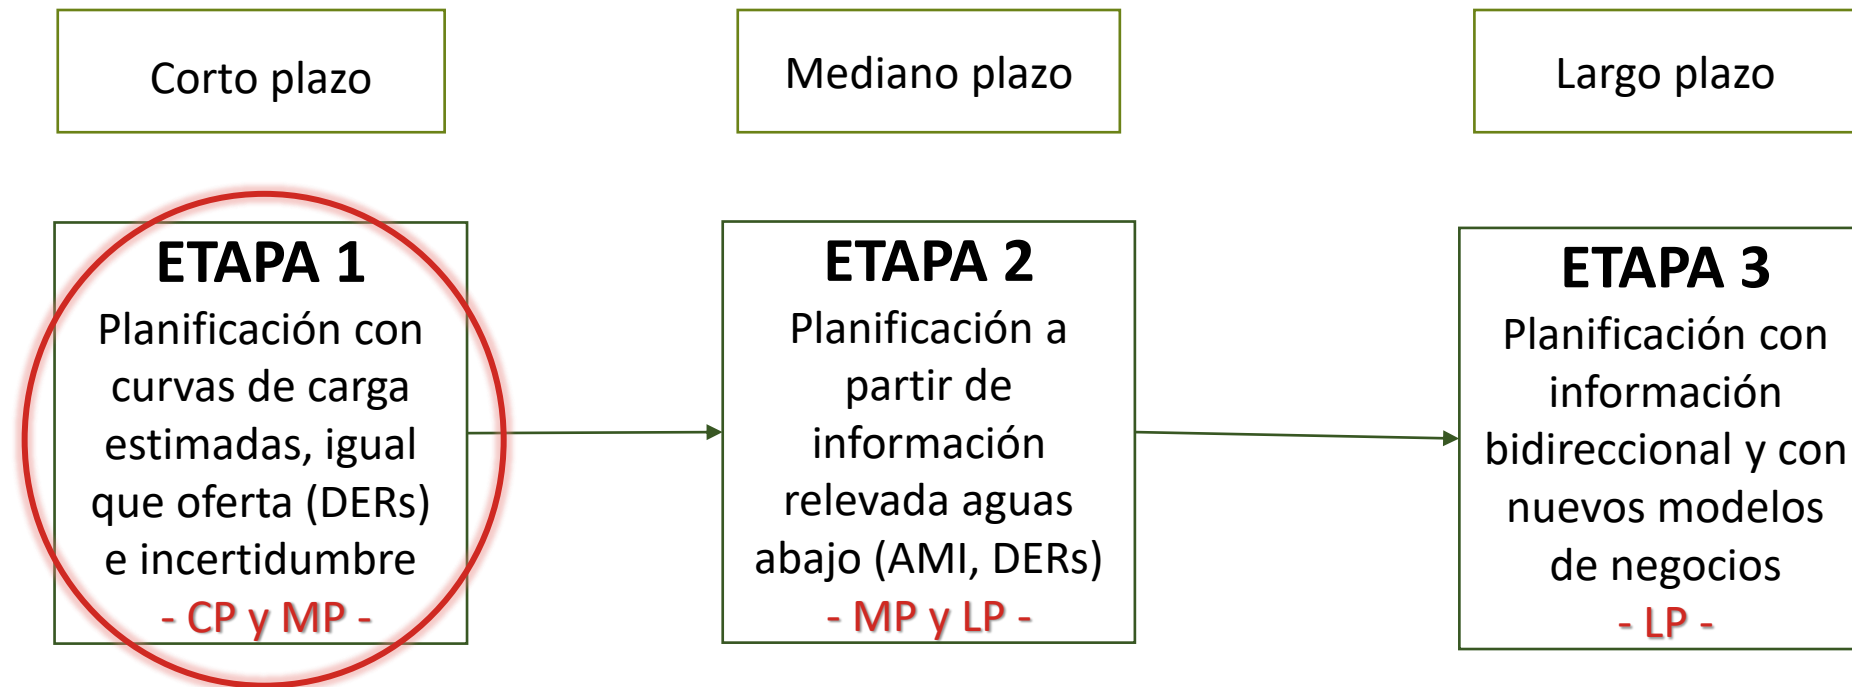 Corto plazo
Mediano plazo
Largo plazo
ETAPA 1
Planificación con
curvas de carga
estimadas, igual
que oferta (DERs)
e incertidumbre
- CP y MP -
ETAPA 2
Planificación a
partir de
información
relevada aguas
abajo (AMI, DERs)
- MP y LP -
ETAPA 3
Planificación con
información
bidireccional y con
nuevos modelos
de negocios
- LP -